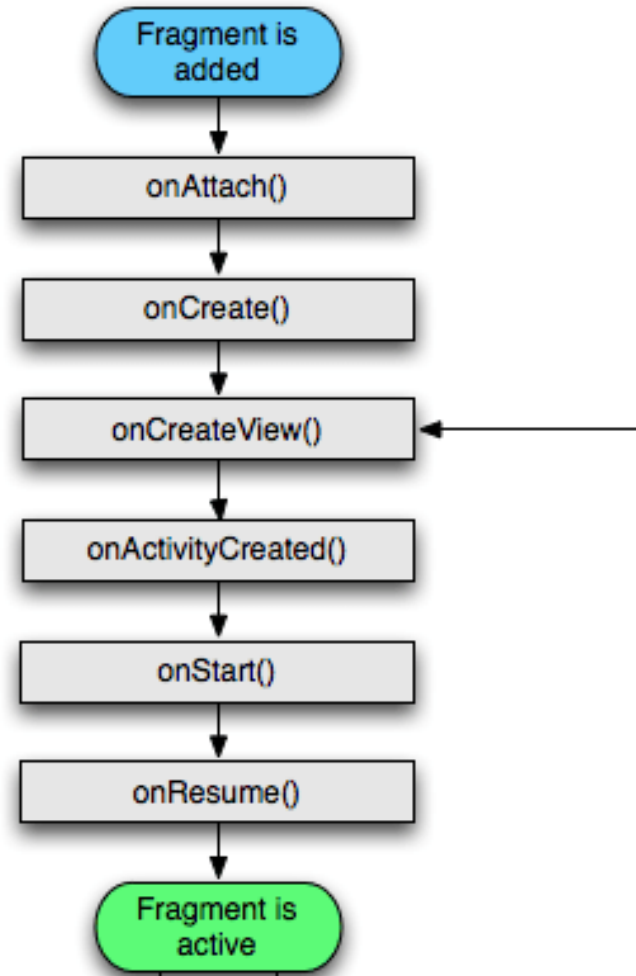 Fragment is
added
onAttach()
onCreate()
onCreateView()
onActivityCreated()
onStart()
onResume()
Fragment is
active